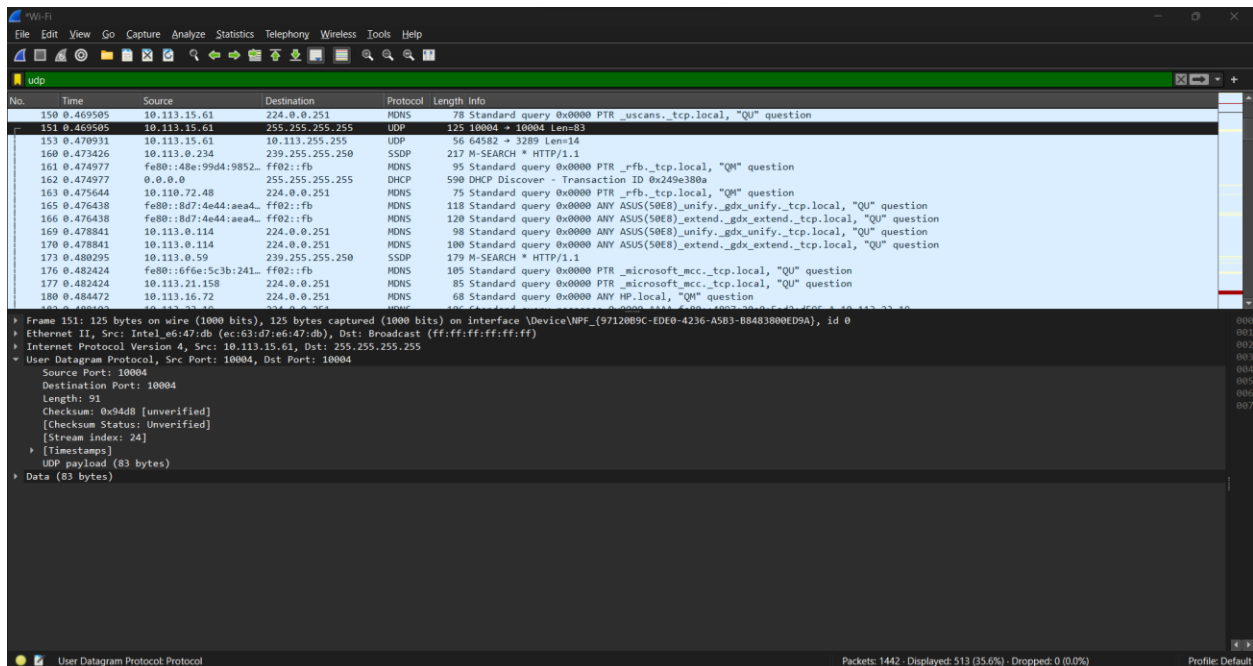 *Wi-Fi
File Edit View Go Capture Analyze Statistics Telephony Wireless Tools Help
udp
No. Time Source Destination Protocol Length Info
150 0.469505 10.113.15.61 224.0.0.251 MDNS 78 Standard query 0x0000 PTR _uscans._tcp.local, "QU" question
151 0.469505 10.113.15.61 255.255.255.255 UDP 125 10004 → 10004 Len=83
153 0.470931 10.113.15.61 10.113.255.255 UDP 56 64582 → 3289 Len=14
160 0.473426 10.113.0.234 239.255.255.250 SSDP 217 M-SEARCH * HTTP/1.1
161 0.474977 fe80::48e:99d4:9852… ff02::fb MDNS 95 Standard query 0x0000 PTR _rfb._tcp.local, "QM" question
162 0.474977 0.0.0.0 255.255.255.255 DHCP 590 DHCP Discover - Transaction ID 0x249e380a
163 0.475644 10.110.72.48 224.0.0.251 MDNS 75 Standard query 0x0000 PTR _rfb._tcp.local, "QM" question
165 0.476438 fe80::8d7:4e44:aea4… ff02::fb MDNS 118 Standard query 0x0000 ANY ASUS(50E8)_unify._gdx_unify._tcp.local, "QU" question
166 0.476438 fe80::8d7:4e44:aea4… ff02::fb MDNS 120 Standard query 0x0000 ANY ASUS(50E8)_extend._gdx_extend._tcp.local, "QU" question
169 0.478841 10.113.0.114 224.0.0.251 MDNS 98 Standard query 0x0000 ANY ASUS(50E8)_unify._gdx_unify._tcp.local, "QU" question
170 0.478841 10.113.0.114 224.0.0.251 MDNS 100 Standard query 0x0000 ANY ASUS(50E8)_extend._gdx_extend._tcp.local, "QU" question
173 0.480295 10.113.0.59 239.255.255.250 SSDP 179 M-SEARCH * HTTP/1.1
176 0.482424 fe80::6f6e:5c3b:241… ff02::fb MDNS 105 Standard query 0x0000 PTR _microsoft_mcc._tcp.local, "QU" question
177 0.482424 10.113.21.158 224.0.0.251 MDNS 85 Standard query 0x0000 PTR _microsoft_mcc._tcp.local, "QU" question
180 0.484472 10.113.16.72 224.0.0.251 MDNS 68 Standard query 0x0000 ANY HP.local, "QM" question
Frame 151: 125 bytes on wire (1000 bits), 125 bytes captured (1000 bits) on interface \Device\NPF_{97120B9C-EDE0-4236-A5B3-B8483800ED9A}, id 0
Ethernet II, Src: Intel_e6:47:db (ec:63:d7:e6:47:db), Dst: Broadcast (ff:ff:ff:ff:ff:ff)
Internet Protocol Version 4, Src: 10.113.15.61, Dst: 255.255.255.255
User Datagram Protocol, Src Port: 10004, Dst Port: 10004
Source Port: 10004
Destination Port: 10004
Length: 91
Checksum: 0x94d8 [unverified]
[Checksum Status: Unverified]
[Stream index: 24]
[Timestamps]
UDP payload (83 bytes)
Data (83 bytes)
000
001
002
003
004
005
006
007
User Datagram Protocol: Protocol
Packets: 1442 · Displayed: 513 (35.6%) · Dropped: 0 (0.0%)
Profile: Default